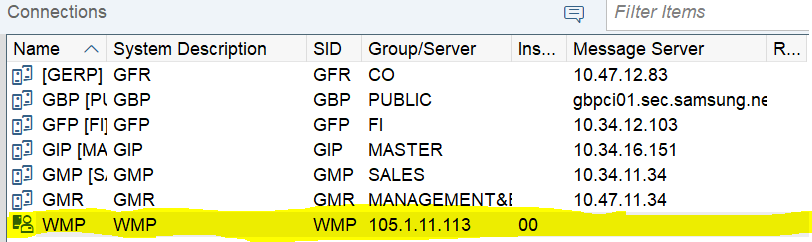 Connections Filter Items
Name System Description SID Group/Server Ins... Message Server R...
[GERP] GFR GFR CO 10.47.12.83
GBP [PU GBP GBP PUBLIC gbpci01.sec.samsung.ne
GFP [FI] GFP GFP FI 10.34.12.103
GIP [MA GIP GIP MASTER 10.34.16.151
GMP [SA GMP GMP SALES 10.34.11.34
GMR GMR GMR MANAGEMENT&E 10.47.11.34
WMP WMP WMP 105.1.11.113 00